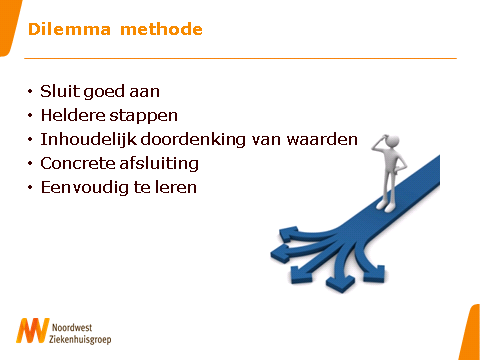 Dilemma methode
• Sluit goed aan
• Heldere stappen
• Inhoudelijk doordenking van waarden
• Concrete afsluiting
• Eenvoudig te leren
Noordwest
Ziekenhuisgroep